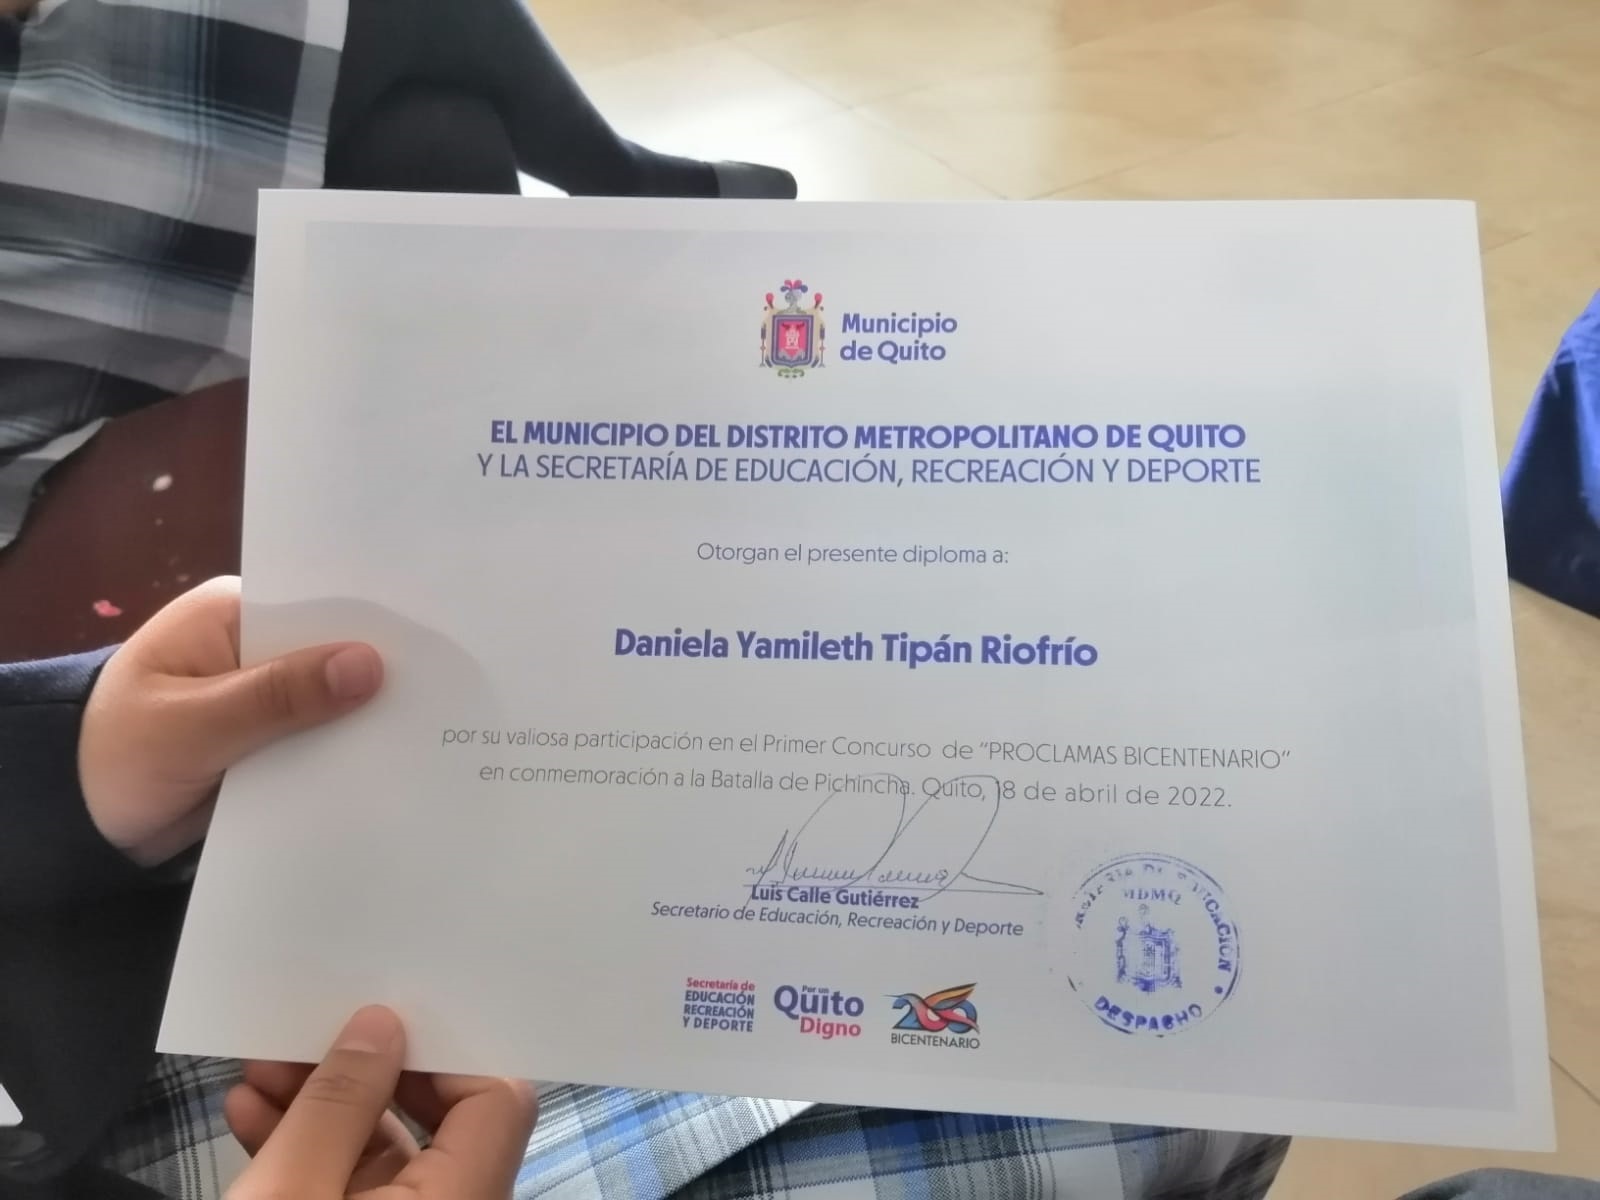 Municipio
de Quito
EL MUNICIPIO DEL DISTRITO METROPOLITANO DE QUITO
Y LA SECRETARÍA DE EDUCACIÓN, RECREACIÓN Y DEPORTE
Otorgan el presente diploma a:
Daniela Yamileth Tipán Riofrío
por su valiosa participación en el Primer Concurso de "PROCLAMAS BICENTENARIO"
en conmemoración a la Batalla de Pichincha. Quito, 18 de abril de 2022.
Luis Calle Gutiérrez
Secretario de Educación, Recreación y Deporte
MDMQ
DESPACHO
Secretaría de
EDUCACIÓN
RECREACIÓN
Y DEPORTE
Por un
Quito
Digno
200
BICENTENARIO